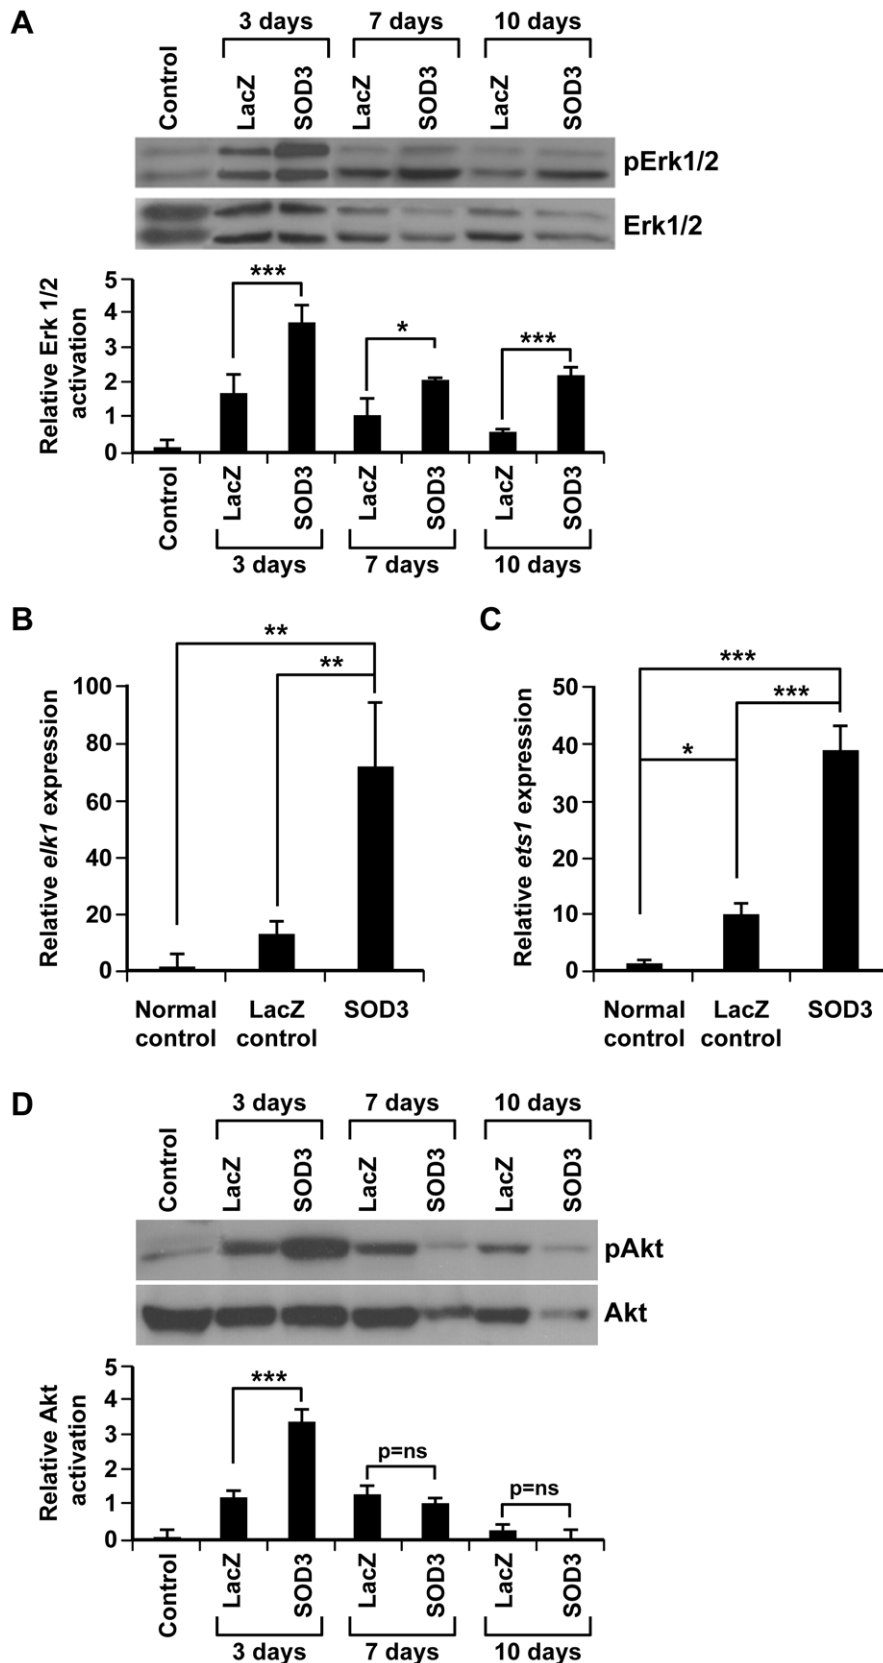 A
3 days 7 days 10 days
Control LacZ SOD3 LacZ SOD3 LacZ SOD3
pErk1/2
Erk1/2
Relative Erk 1/2
activation
5
4
3
2
1
0
*** * ***
Control LacZ SOD3 LacZ SOD3 LacZ SOD3
3 days 7 days 10 days
B
Relative elk1 expression
100
80
60
40
20
0
**
**
Normal
control
LacZ
control
SOD3
C
Relative ets1 expression
50
40
30
20
10
0
***
***
*
Normal
control
LacZ
control
SOD3
D
3 days 7 days 10 days
Control LacZ SOD3 LacZ SOD3 LacZ SOD3
pAkt
Akt
Relative Akt
activation
5
4
3
2
1
0
***
p=ns
p=ns
Control LacZ SOD3 LacZ SOD3 LacZ SOD3
3 days 7 days 10 days